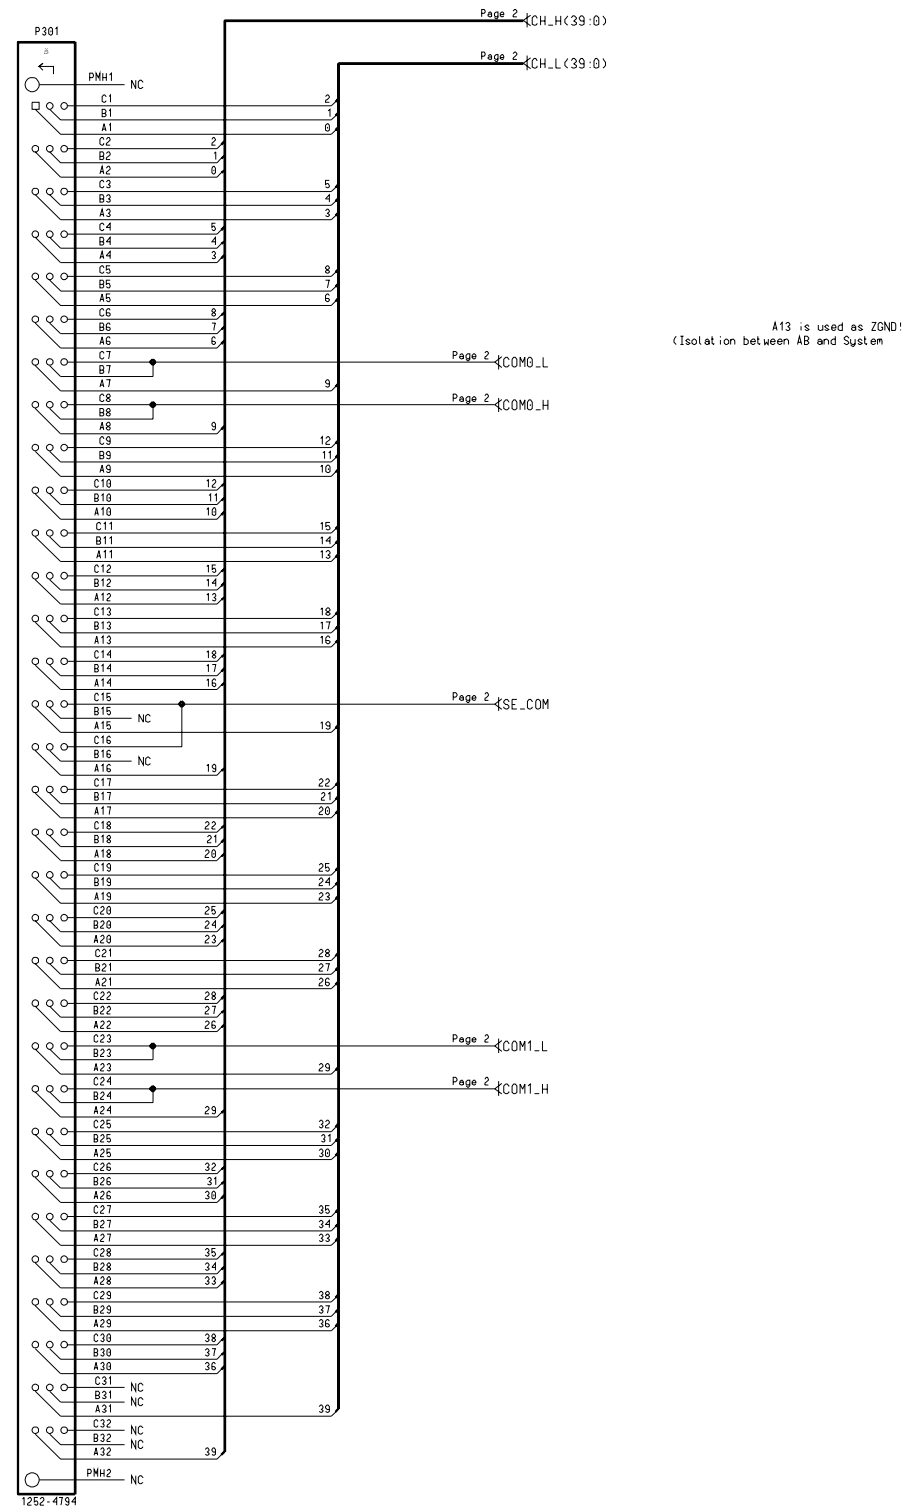 Page 2 CH_H(39:0)
P301
Page 2 CH_L(39:0)
PMH1 NC
C1 2
B1 1
A1 0
C2 2
B2 1
A2 0
C3 5
B3 4
A3 3
C4 5
B4 4
A4 3
C5 8
B5 7
A5 6
C6 8
B6 7
A6 6
A13 is used as ZGND!
(Isolation between AB and System
C7 Page 2 COM0_L
B7
A7 9
C8 Page 2 COM0_H
B8
A8 9
C9 12
B9 11
A9 10
C10 12
B10 11
A10 10
C11 15
B11 14
A11 13
C12 15
B12 14
A12 13
C13 18
B13 17
A13 16
C14 18
B14 17
A14 16
C15 Page 2 SE_COM
B15 NC
A15 19
C16
B16 NC
A16 19
C17 22
B17 21
A17 20
C18 22
B18 21
A18 20
C19 25
B19 24
A19 23
C20 25
B20 24
A20 23
C21 28
B21 27
A21 26
C22 28
B22 27
A22 26
C23 Page 2 COM1_L
B23
A23 29
C24 Page 2 COM1_H
B24
A24 29
C25 32
B25 31
A25 30
C26 32
B26 31
A26 30
C27 35
B27 34
A27 33
C28 35
B28 34
A28 33
C29 38
B29 37
A29 36
C30 38
B30 37
A30 36
C31 NC
B31 NC
A31 39
C32 NC
B32 NC
A32 39
PMH2 NC
1252-4794